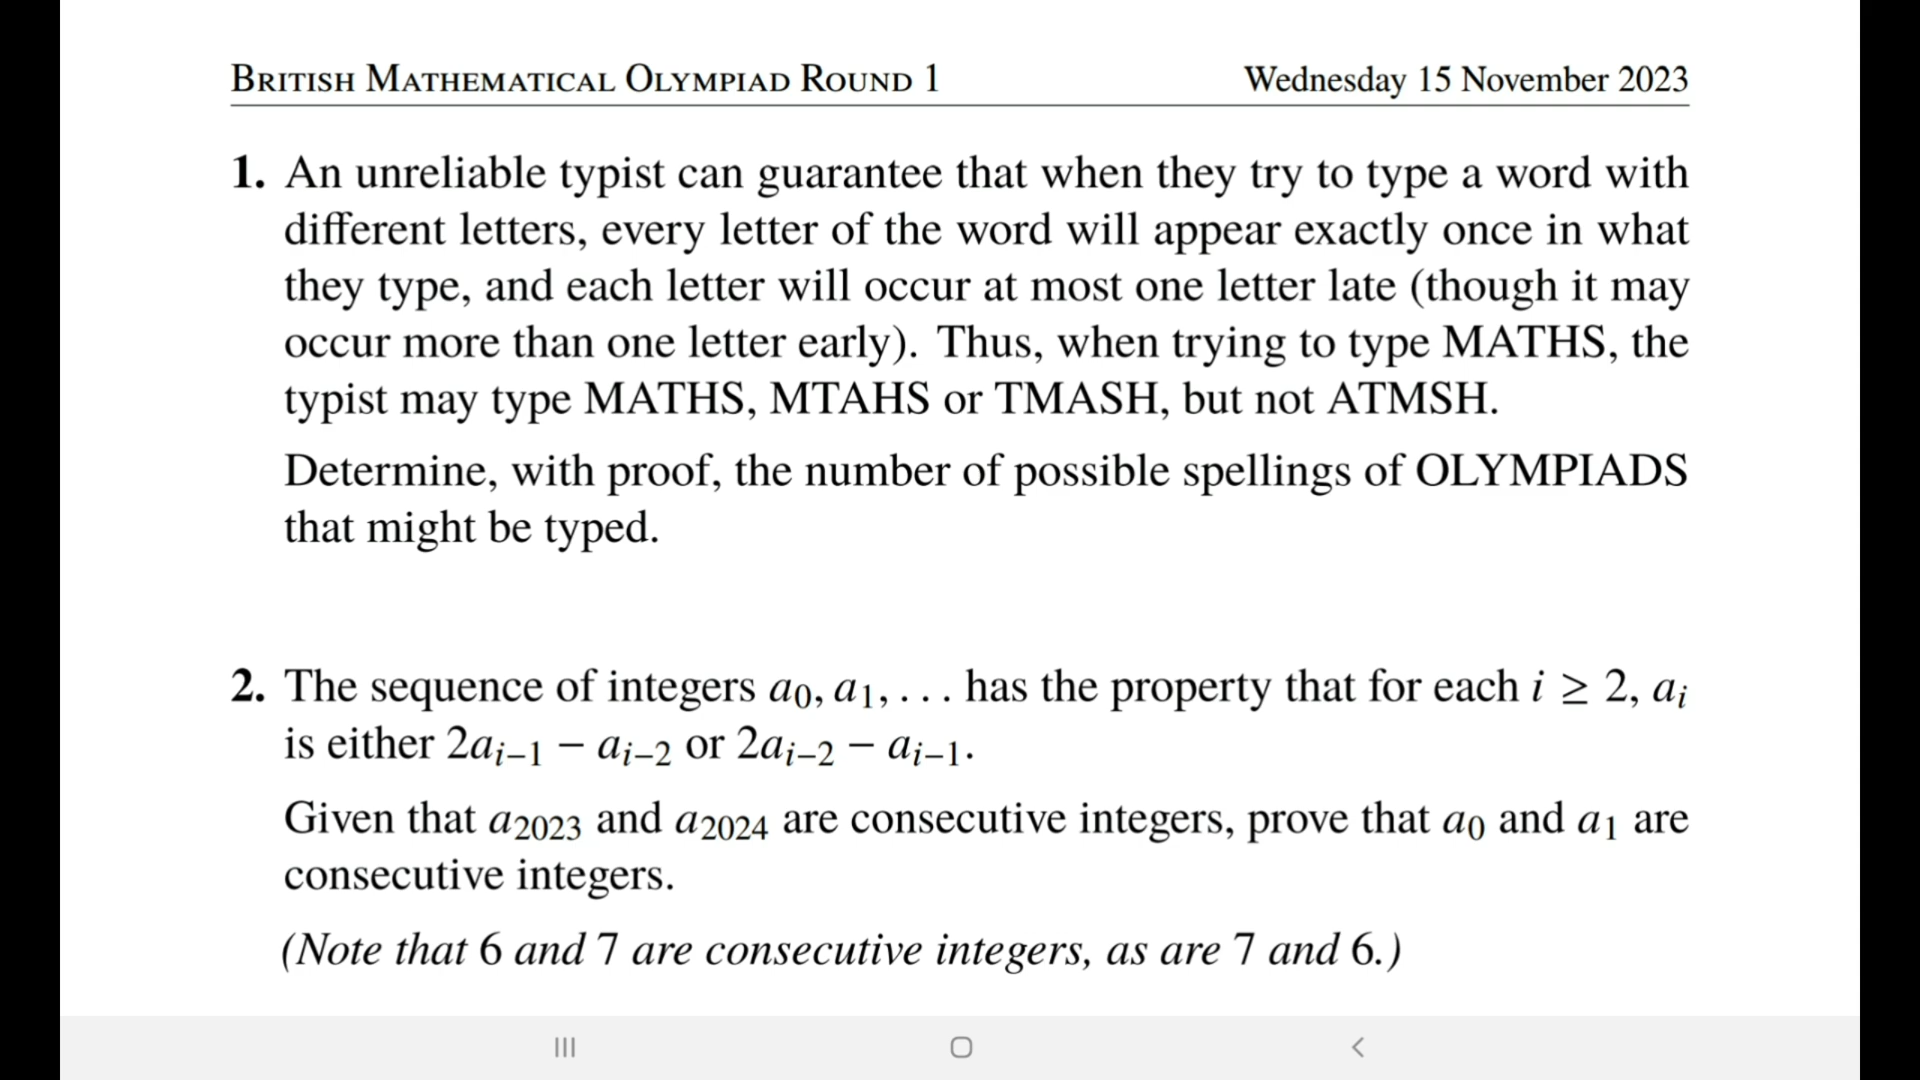 BRITISH MATHEMATICAL OLYMPIAD ROUND 1 Wednesday 15 November 2023
1. An unreliable typist can guarantee that when they try to type a word with
different letters, every letter of the word will appear exactly once in what
they type, and each letter will occur at most one letter late (though it may
occur more than one letter early). Thus, when trying to type MATHS, the
typist may type MATHS, MTAHS or TMASH, but not ATMSH.
Determine, with proof, the number of possible spellings of OLYMPIADS
that might be typed.
2. The sequence of integers a₀, a₁, . . . has the property that for each i ≥ 2, aᵢ
is either 2aᵢ₋₁ − aᵢ₋₂ or 2aᵢ₋₂ − aᵢ₋₁.
Given that a₂₀₂₃ and a₂₀₂₄ are consecutive integers, prove that a₀ and a₁ are
consecutive integers.
(Note that 6 and 7 are consecutive integers, as are 7 and 6.)